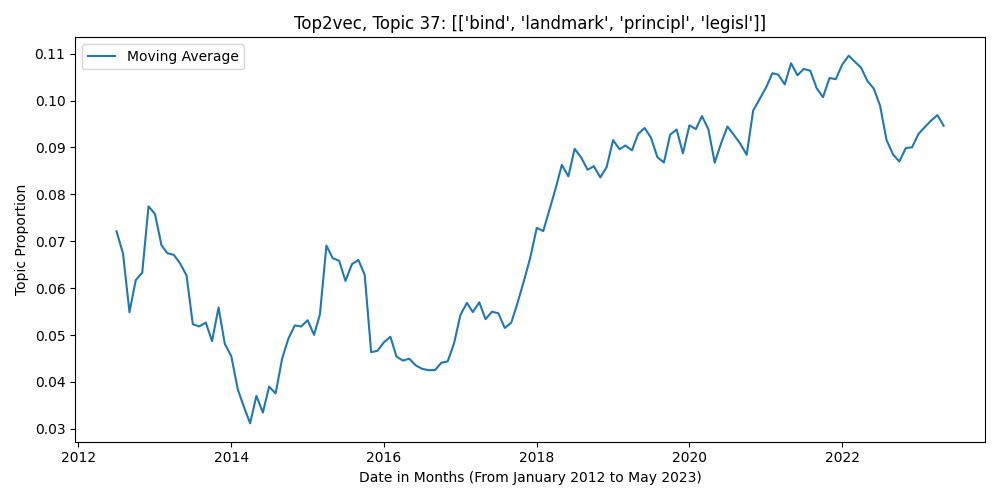 Top2vec, Topic 37: [['bind', 'landmark', 'principl', 'legisl']]
Moving Average
Topic Proportion
0.11
0.10
0.09
0.08
0.07
0.06
0.05
0.04
0.03
2012 2014 2016 2018 2020 2022
Date in Months (From January 2012 to May 2023)